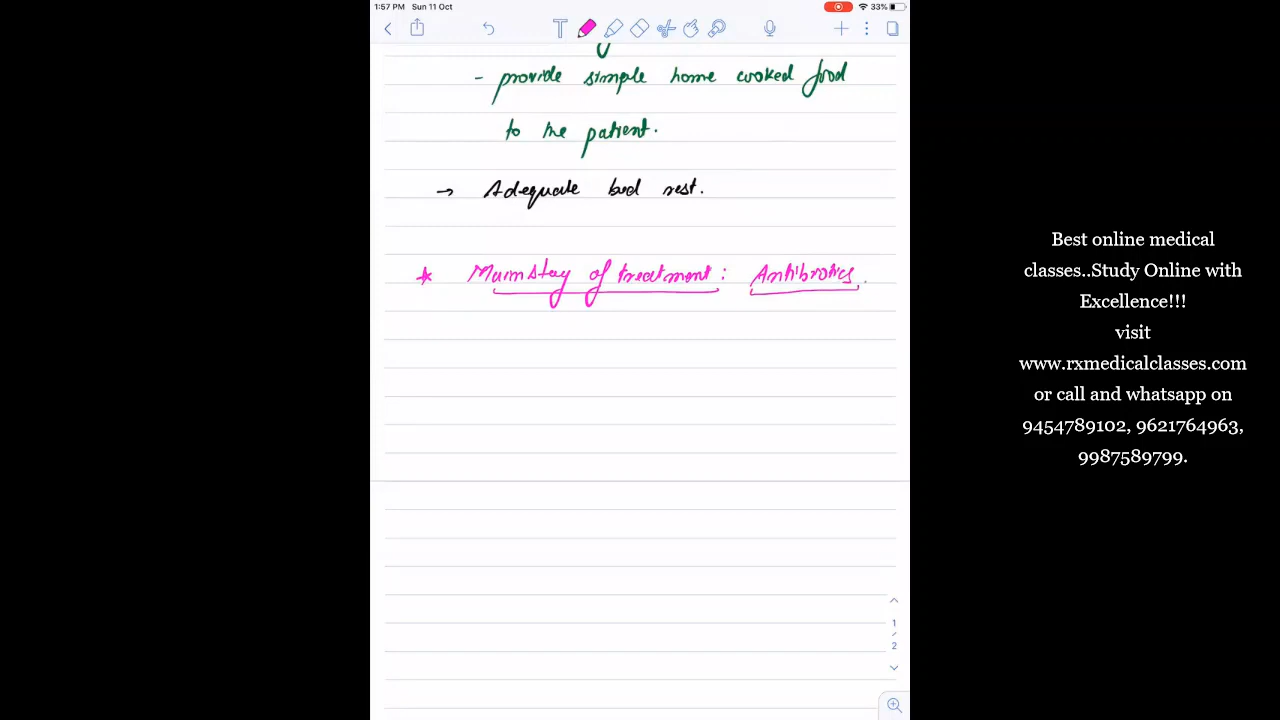 1:57 PM Sun 11 Oct
33%
- provide simple home cooked food
to the patient.
→ Adequate bed rest.
* Mainstay of treatment : Antibiotics.
Best online medical
classes..Study Online with
Excellence!!!
visit
www.rxmedicalclasses.com
or call and whatsapp on
9454789102, 9621764963,
9987589799.
1
/
2